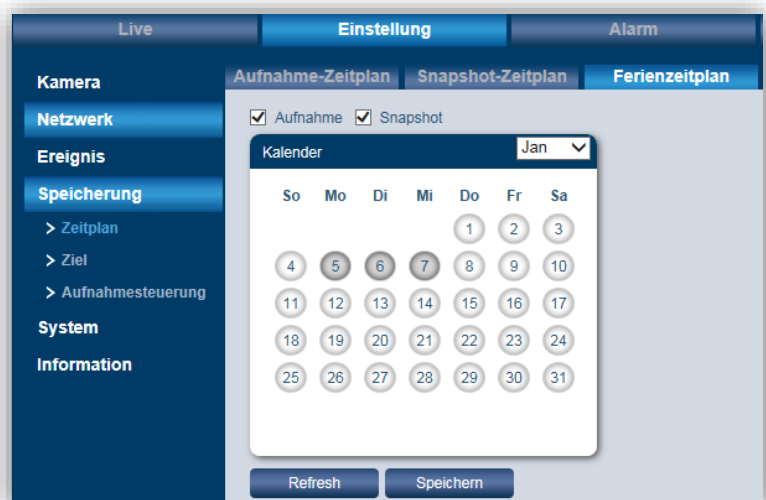 Live Einstellung Alarm
Aufnahme-Zeitplan Snapshot-Zeitplan Ferienzeitplan
Kamera
Netzwerk
Ereignis
Speicherung
> Zeitplan
> Ziel
> Aufnahmesteuerung
System
Information
Aufnahme Snapshot
Kalender Jan
So Mo Di Mi Do Fr Sa
1 2 3
4 5 6 7 8 9 10
11 12 13 14 15 16 17
18 19 20 21 22 23 24
25 26 27 28 29 30 31
Refresh Speichern